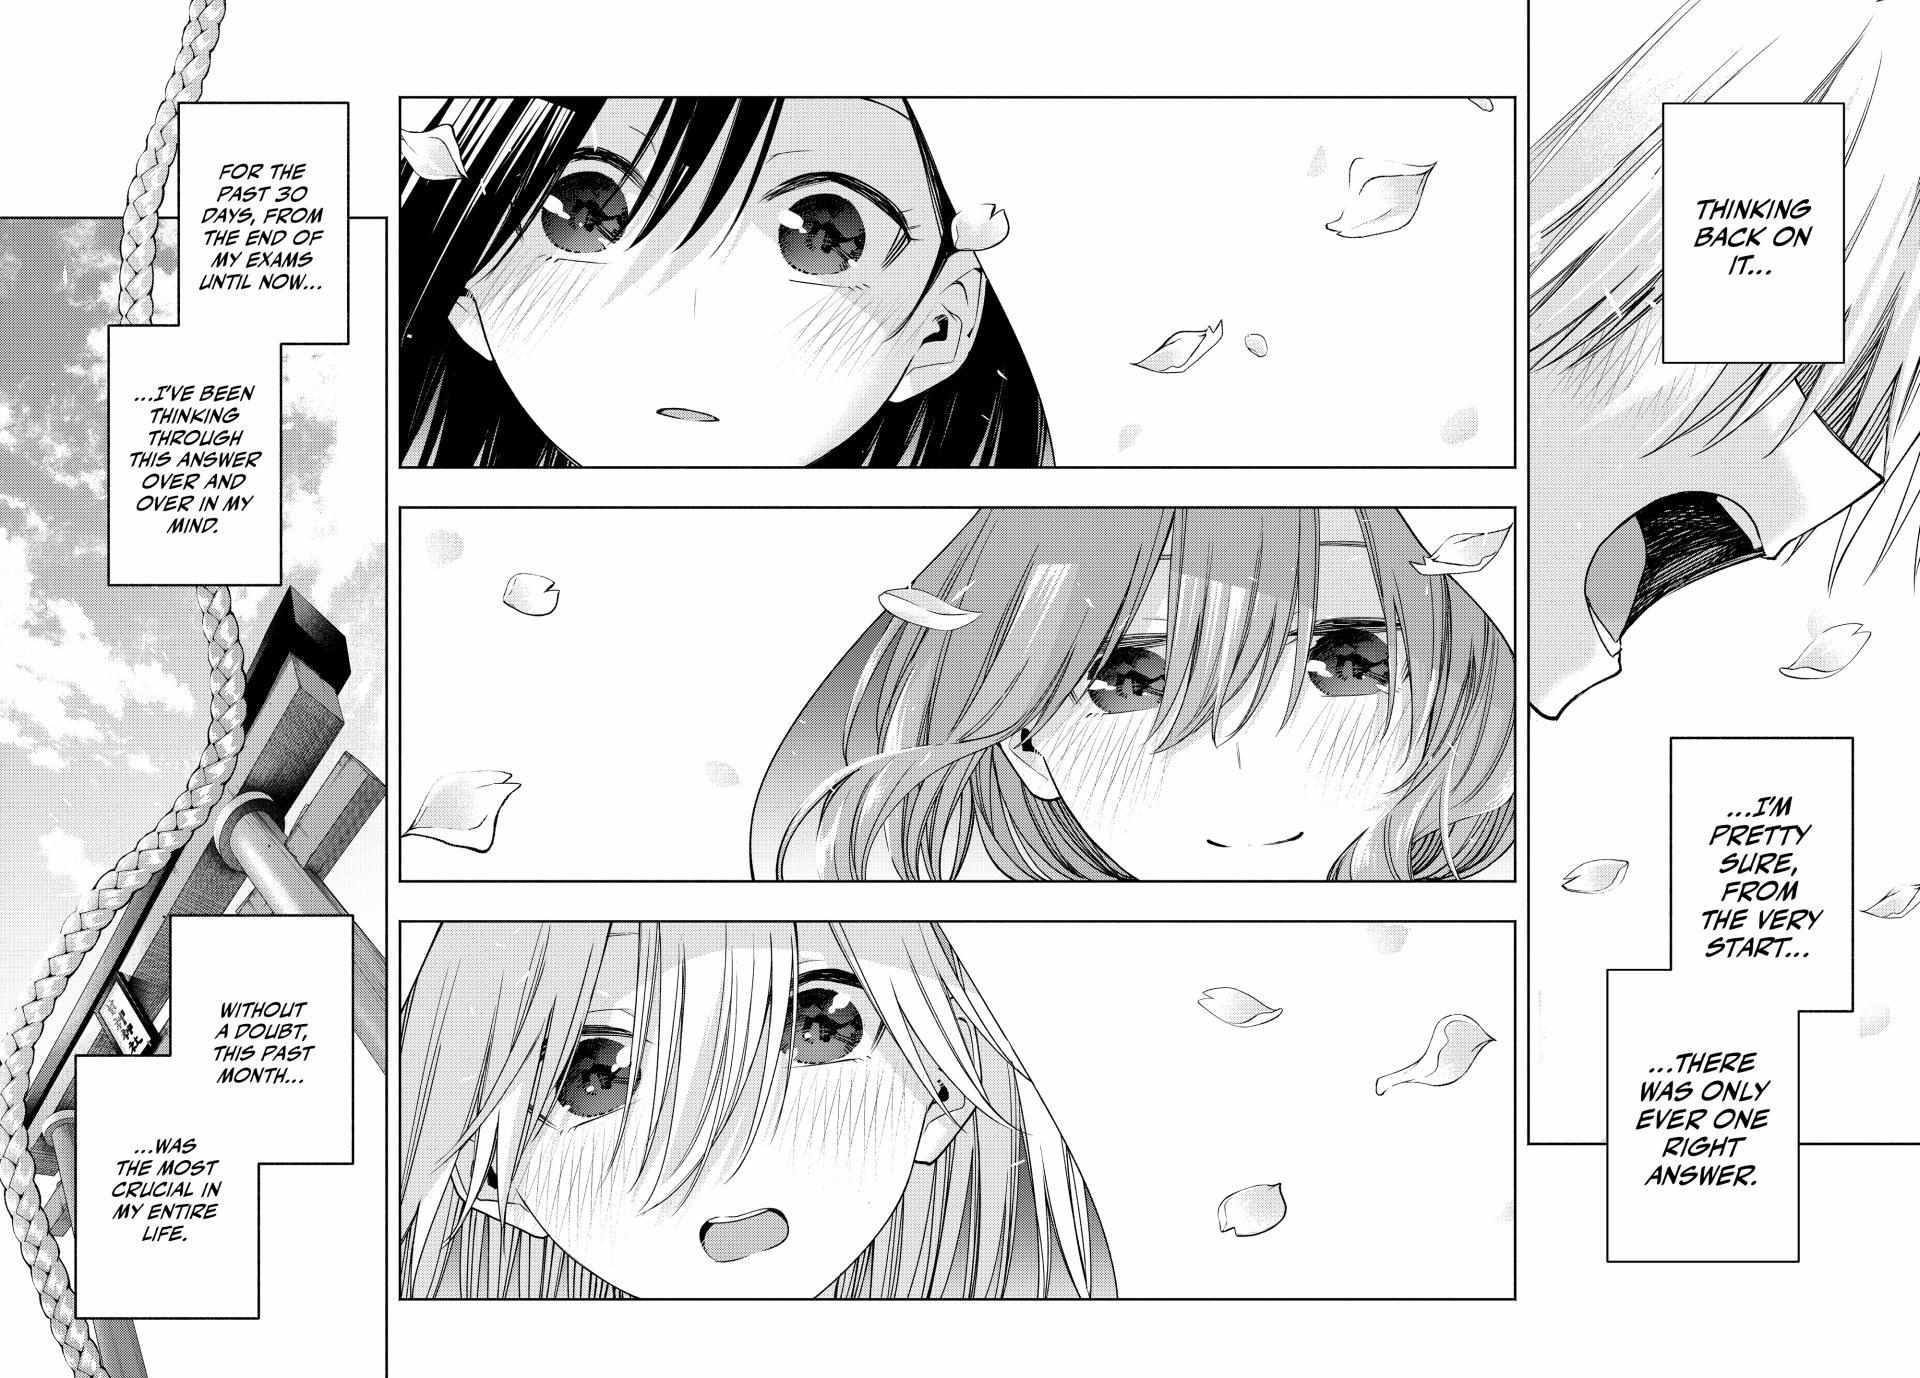 THINKING
BACK ON
IT...
...I'M
PRETTY
SURE,
FROM
THE VERY
START...
...THERE
WAS ONLY
EVER ONE
RIGHT
ANSWER.
FOR THE
PAST 30
DAYS, FROM
THE END OF
MY EXAMS
UNTIL NOW...
...I'VE BEEN
THINKING
THROUGH
THIS ANSWER
OVER AND
OVER IN MY
MIND.
WITHOUT
A DOUBT,
THIS PAST
MONTH...
...WAS
THE MOST
CRUCIAL IN
MY ENTIRE
LIFE.